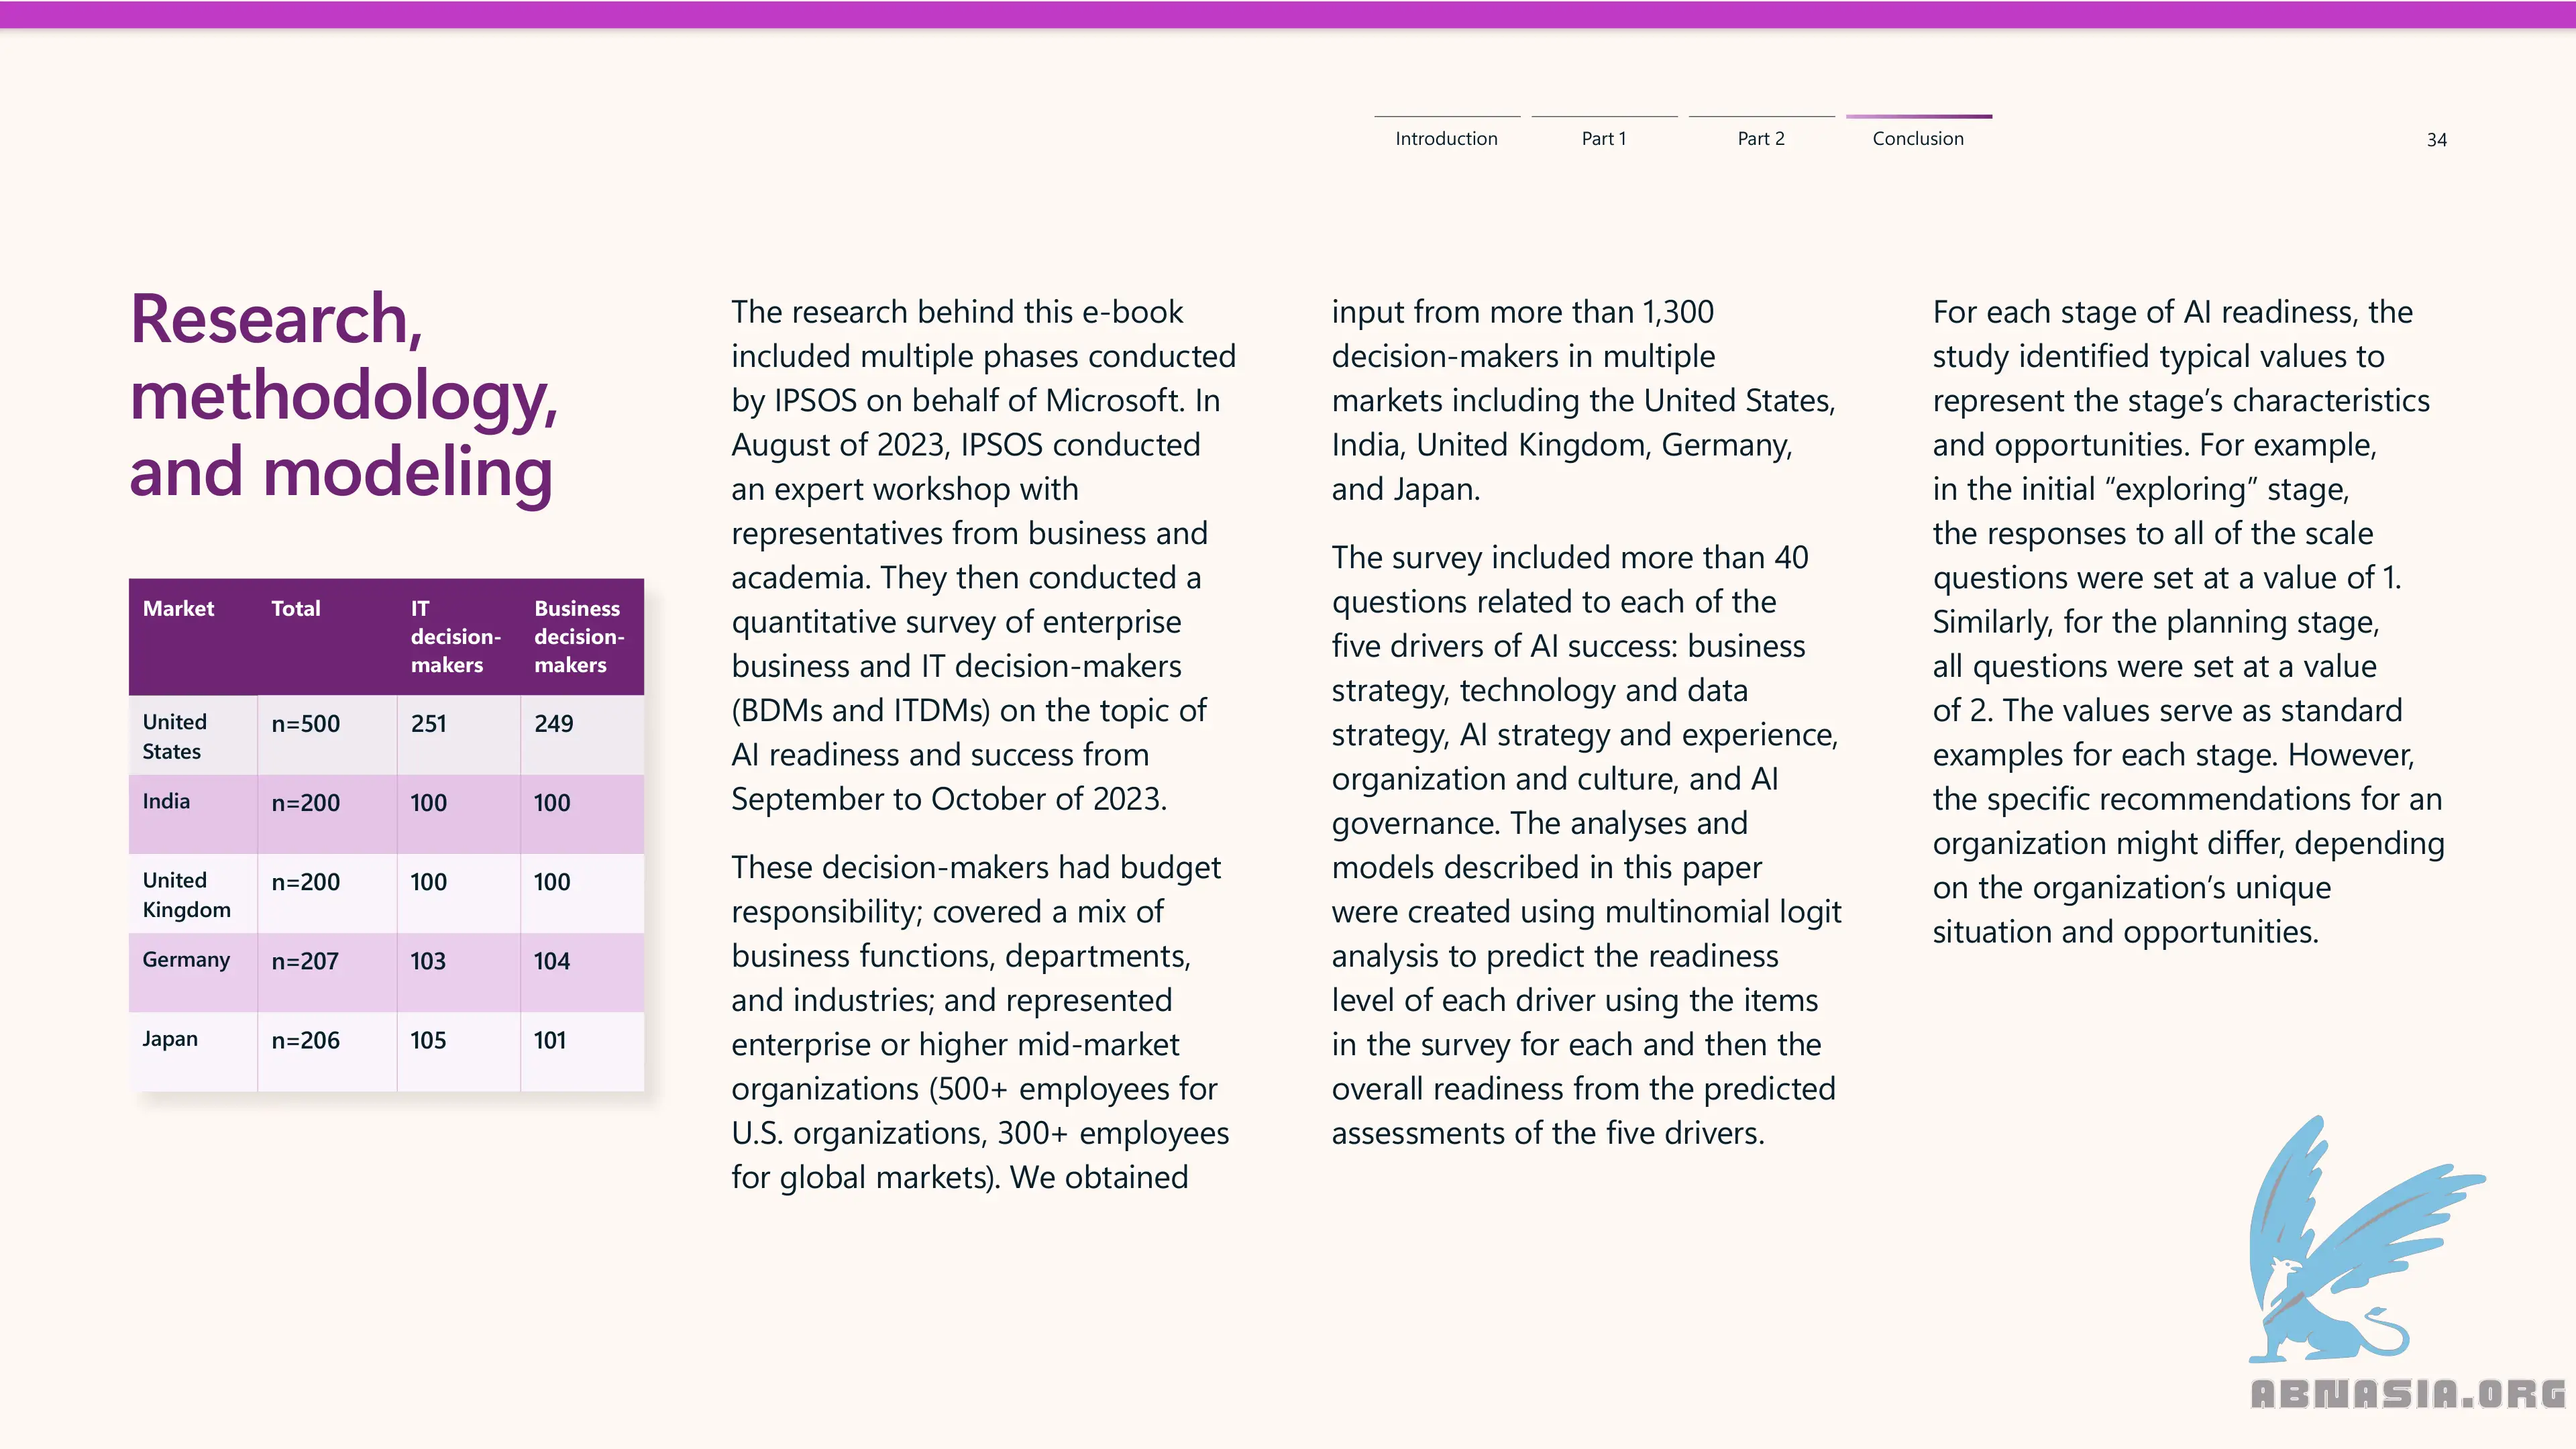 Introduction
Part 1
Part 2
Conclusion
34
Research,
methodology,
and modeling
Market Total IT decision-makers Business decision-makers
United States n=500 251 249
India n=200 100 100
United Kingdom n=200 100 100
Germany n=207 103 104
Japan n=206 105 101
The research behind this e-book
included multiple phases conducted
by IPSOS on behalf of Microsoft. In
August of 2023, IPSOS conducted
an expert workshop with
representatives from business and
academia. They then conducted a
quantitative survey of enterprise
business and IT decision-makers
(BDMs and ITDMs) on the topic of
AI readiness and success from
September to October of 2023.
These decision-makers had budget
responsibility; covered a mix of
business functions, departments,
and industries; and represented
enterprise or higher mid-market
organizations (500+ employees for
U.S. organizations, 300+ employees
for global markets). We obtained
input from more than 1,300
decision-makers in multiple
markets including the United States,
India, United Kingdom, Germany,
and Japan.
The survey included more than 40
questions related to each of the
five drivers of AI success: business
strategy, technology and data
strategy, AI strategy and experience,
organization and culture, and AI
governance. The analyses and
models described in this paper
were created using multinomial logit
analysis to predict the readiness
level of each driver using the items
in the survey for each and then the
overall readiness from the predicted
assessments of the five drivers.
For each stage of AI readiness, the
study identified typical values to
represent the stage’s characteristics
and opportunities. For example,
in the initial “exploring” stage,
the responses to all of the scale
questions were set at a value of 1.
Similarly, for the planning stage,
all questions were set at a value
of 2. The values serve as standard
examples for each stage. However,
the specific recommendations for an
organization might differ, depending
on the organization’s unique
situation and opportunities.
ABNASIA.ORG